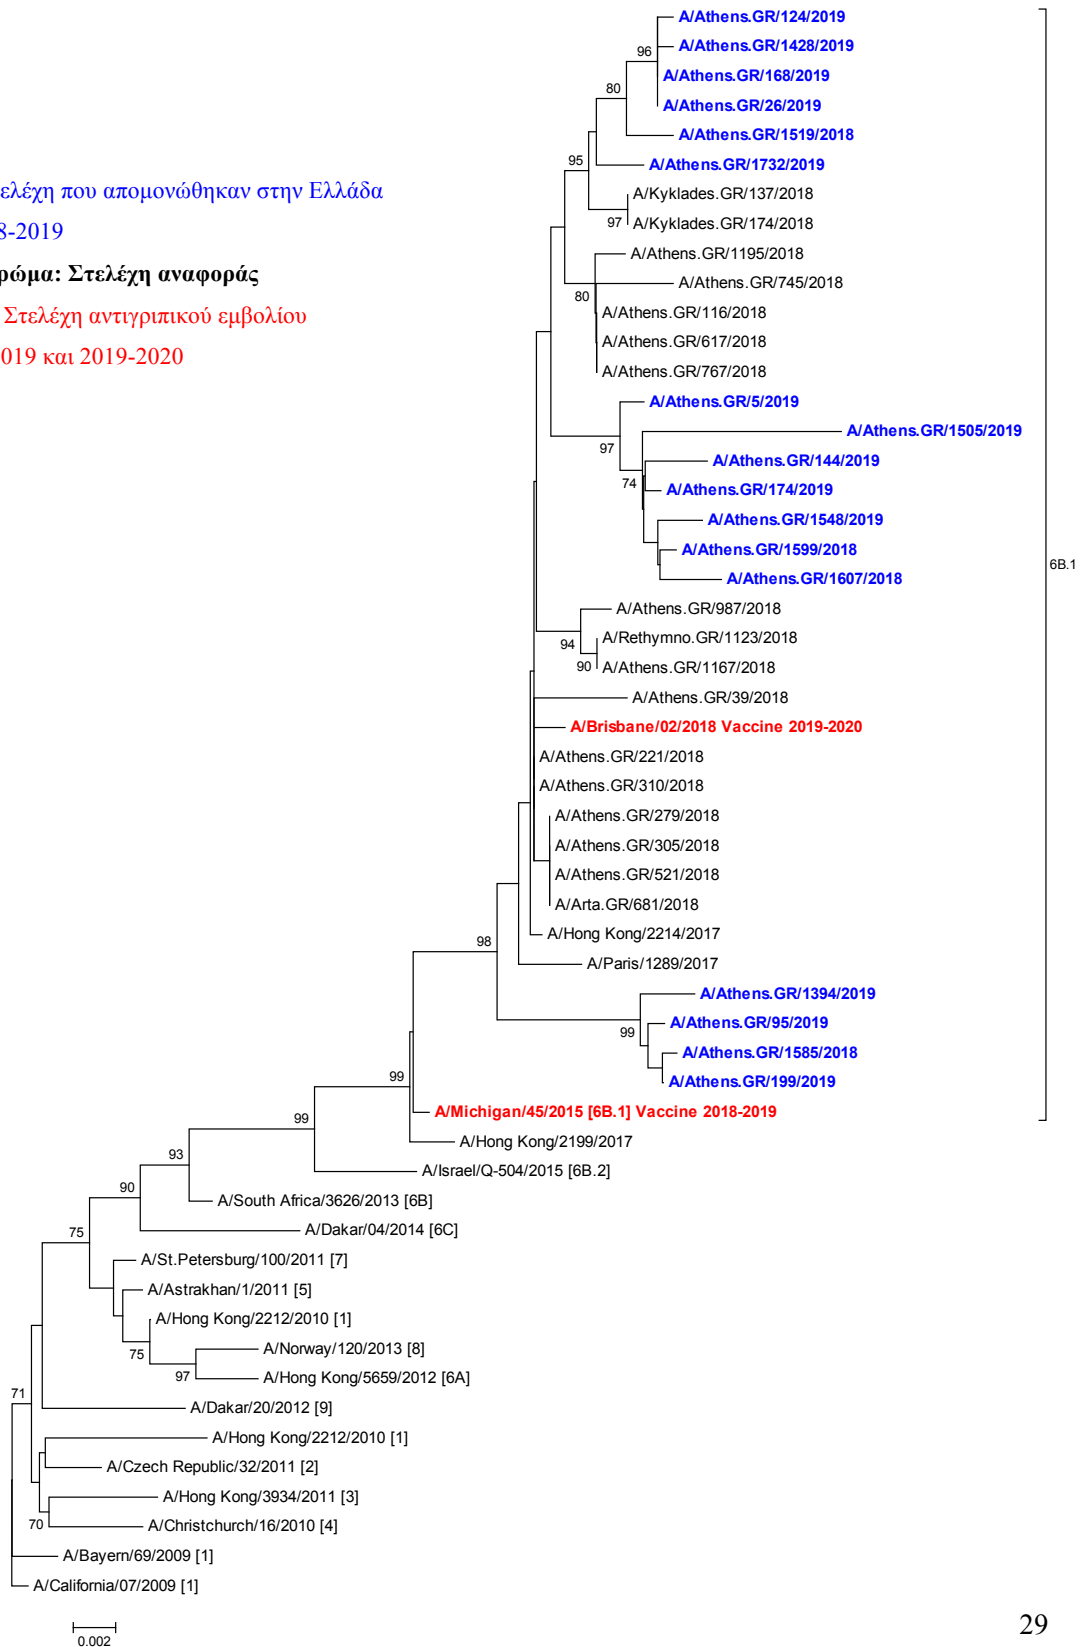 A/Athens.GR/124/2019
A/Athens.GR/1428/2019
96
A/Athens.GR/168/2019
80
A/Athens.GR/26/2019
A/Athens.GR/1519/2018
95
A/Athens.GR/1732/2019
ελέχη που απομονώθηκαν στην Ελλάδα
A/Kyklades.GR/137/2018
97
A/Kyklades.GR/174/2018
8-2019
A/Athens.GR/1195/2018
ρώμα: Στελέχη αναφοράς
A/Athens.GR/745/2018
80
A/Athens.GR/116/2018
Στελέχη αντιγριπικού εμβολίου
A/Athens.GR/617/2018
019 και 2019-2020
A/Athens.GR/767/2018
A/Athens.GR/5/2019
A/Athens.GR/1505/2019
97
A/Athens.GR/144/2019
74
A/Athens.GR/174/2019
A/Athens.GR/1548/2019
A/Athens.GR/1599/2018
6B.1
A/Athens.GR/1607/2018
A/Athens.GR/987/2018
94
A/Rethymno.GR/1123/2018
90
A/Athens.GR/1167/2018
A/Athens.GR/39/2018
A/Brisbane/02/2018 Vaccine 2019-2020
A/Athens.GR/221/2018
A/Athens.GR/310/2018
A/Athens.GR/279/2018
A/Athens.GR/305/2018
A/Athens.GR/521/2018
A/Arta.GR/681/2018
98
A/Hong Kong/2214/2017
A/Paris/1289/2017
A/Athens.GR/1394/2019
99
A/Athens.GR/95/2019
A/Athens.GR/1585/2018
99
A/Athens.GR/199/2019
99
A/Michigan/45/2015 [6B.1] Vaccine 2018-2019
A/Hong Kong/2199/2017
93
A/Israel/Q-504/2015 [6B.2]
90
A/South Africa/3626/2013 [6B]
75
A/Dakar/04/2014 [6C]
A/St.Petersburg/100/2011 [7]
A/Astrakhan/1/2011 [5]
A/Hong Kong/2212/2010 [1]
75
A/Norway/120/2013 [8]
97
A/Hong Kong/5659/2012 [6A]
71
A/Dakar/20/2012 [9]
A/Hong Kong/2212/2010 [1]
A/Czech Republic/32/2011 [2]
A/Hong Kong/3934/2011 [3]
70
A/Christchurch/16/2010 [4]
A/Bayern/69/2009 [1]
A/California/07/2009 [1]
0.002
29